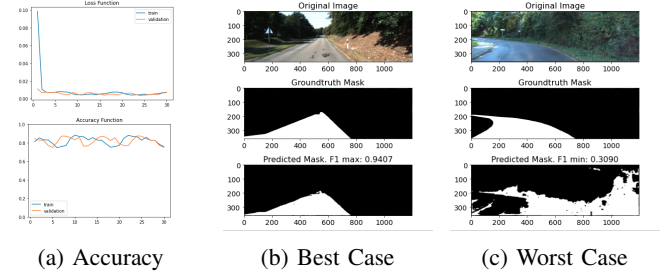 Loss Function
train
validation
0.10
0.08
0.06
0.04
0.02
0.00
0 5 10 15 20 25 30
Accuracy Function
1.0
0.8
0.6
0.4
0.2
0.0
train
validation
0 5 10 15 20 25 30
(a) Accuracy
Original Image
0
200
0 200 400 600 800 1000
Groundtruth Mask
0
100
200
300
0 200 400 600 800 1000
Predicted Mask. F1 max: 0.9407
0
100
200
300
0 200 400 600 800 1000
(b) Best Case
Original Image
0
200
0 200 400 600 800 1000
Groundtruth Mask
0
100
200
300
0 200 400 600 800 1000
Predicted Mask. F1 min: 0.3090
0
100
200
300
0 200 400 600 800 1000
(c) Worst Case